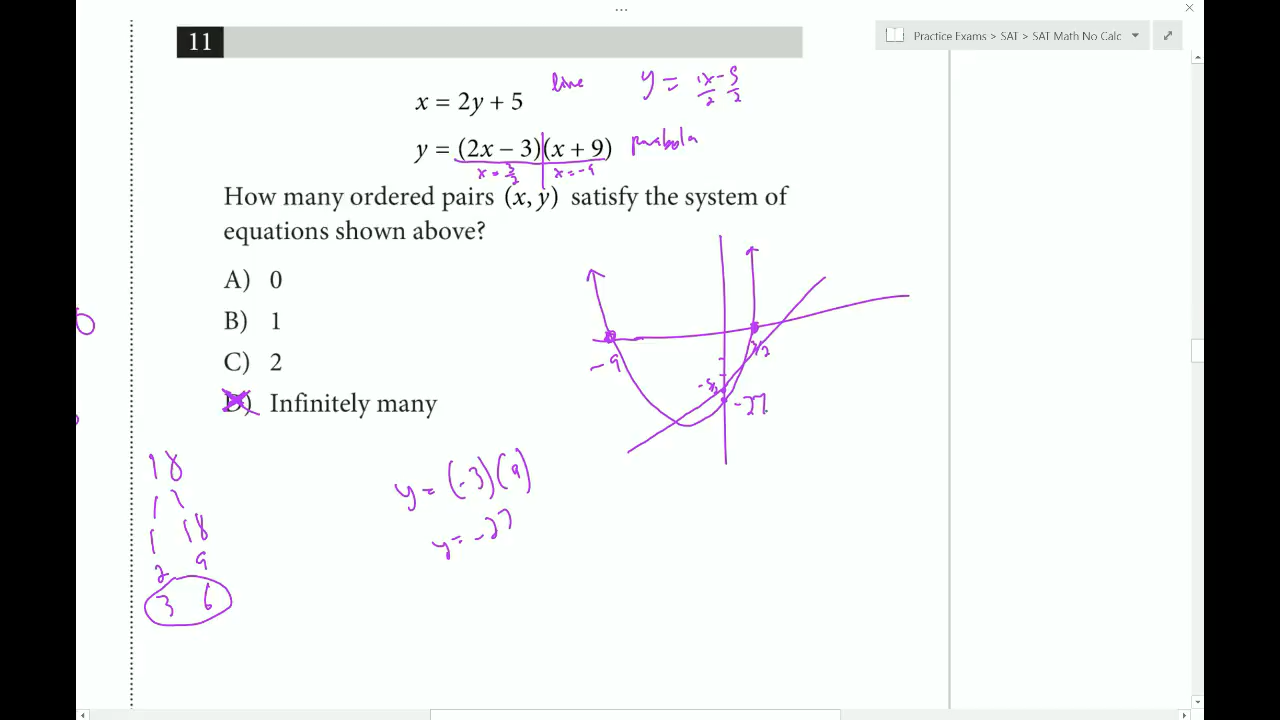 ...
Practice Exams > SAT > SAT Math No Calc
11
line y = 1x/2 - 5/2
x = 2y + 5
y = (2x − 3)(x + 9) parabola
x = 3/2 x = -9
How many ordered pairs (x, y) satisfy the system of
equations shown above?
A) 0
B) 1
C) 2
D) Infinitely many
-9
3/2
-5/2
-27
y = (-3)(9)
y = -27
18
1 18
2 9
3 6